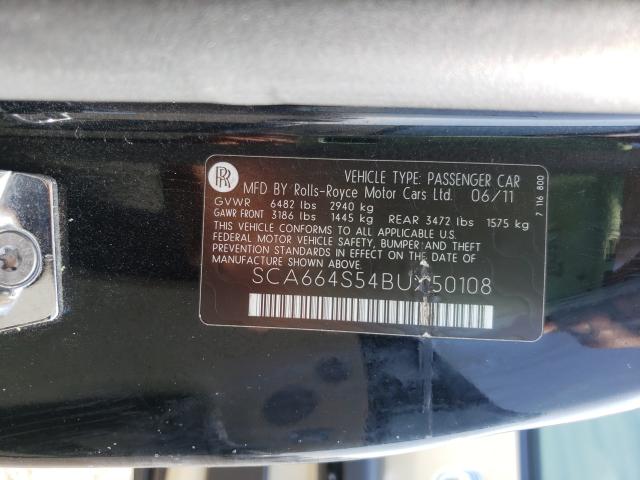 RR
VEHICLE TYPE: PASSENGER CAR
MFD BY Rolls-Royce Motor Cars Ltd. 06/11
GVWR 6482 lbs 2940 kg
GAWR FRONT 3186 lbs 1445 kg REAR 3472 lbs 1575 kg
THIS VEHICLE CONFORMS TO ALL APPLICABLE U.S.
FEDERAL MOTOR VEHICLE SAFETY, BUMPER AND THEFT
PREVENTION STANDARDS IN EFFECT ON THE DATE OF
MANUFACTURE SHOWN ABOVE.
SCA664S54BUX50108
7 116 800